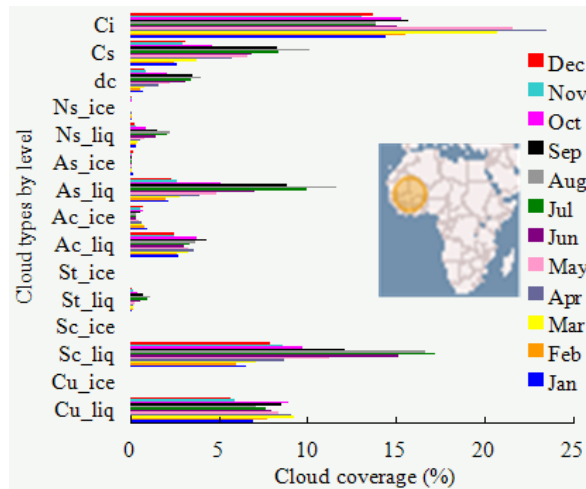 Cloud types by level
Ci
Cs
dc
Ns_ice
Ns_liq
As_ice
As_liq
Ac_ice
Ac_liq
St_ice
St_liq
Sc_ice
Sc_liq
Cu_ice
Cu_liq
Dec
Nov
Oct
Sep
Aug
Jul
Jun
May
Apr
Mar
Feb
Jan
0 5 10 15 20 25
Cloud coverage (%)